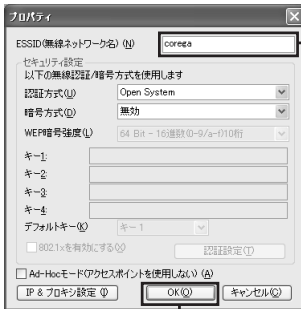 プロパティ
ESSID(無線ネットワーク名) (N) corega
セキュリティ設定
以下の無線認証/暗号方式を使用します
認証方式(U) Open System
暗号方式(D) 無効
WEP暗号強度(L) 64 Bit - 16進数(0-9/a-f)10桁
キー1:
キー2:
キー3:
キー4:
デフォルトキー(K) キー 1
802.1xを有効にする(X) 認証設定(T)
Ad-Hocモード(アクセスポイントを使用しない) (A)
IP & プロキシ設定 (I) OK(O) キャンセル(C)